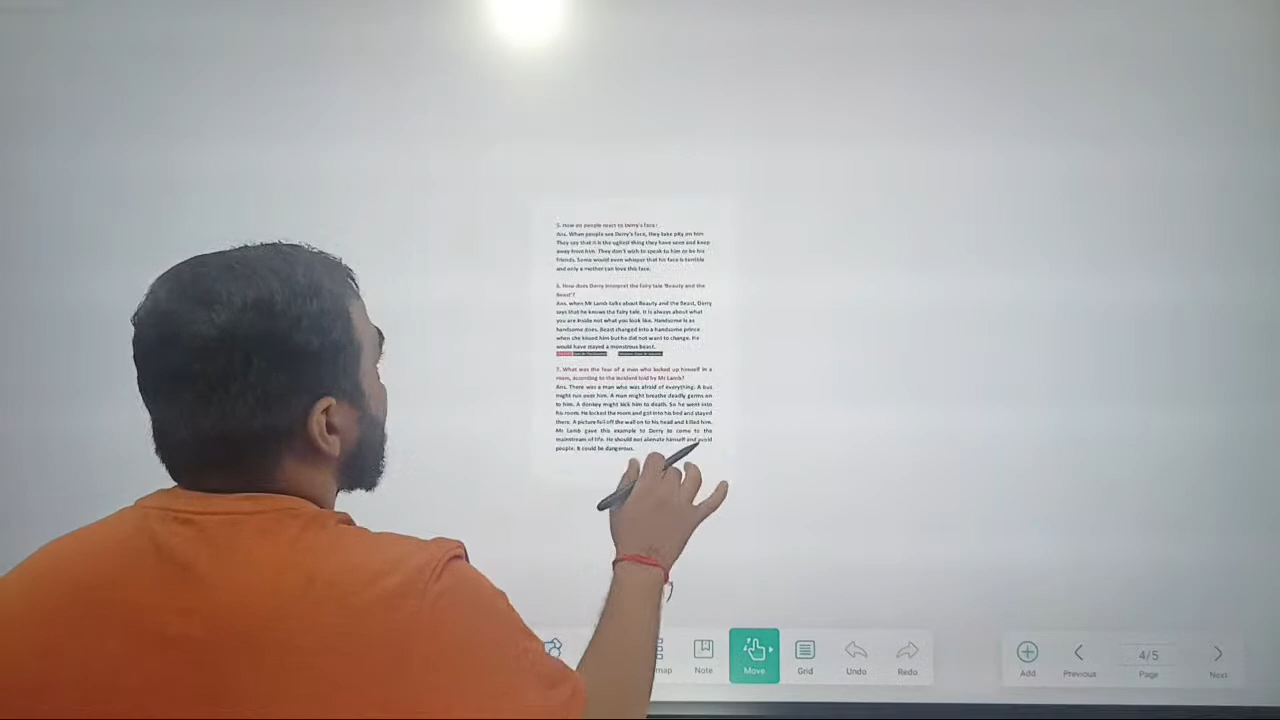 5. How do people react to Derry's face?
Ans. When people see Derry's face, they take pity on him
They say that it is the ugliest thing they have seen and keep
away from him. They don't wish to speak to him or be his
friends. Some would even whisper that his face is terrible
and only a mother can love this face.
6. How does Derry interpret the fairy tale 'Beauty and the
Beast'?
Ans. when Mr Lamb talks about Beauty and the Beast, Derry
says that he knows the fairy tale. It is always about what
you are inside not what you look like. Handsome is as
handsome does. Beast changed into a handsome prince
when she kissed him but he did not want to change. He
would have stayed a monstrous beast.
7. What was the fear of a man who locked up himself in a
room, according to the incident told by Mr Lamb?
Ans. There was a man who was afraid of everything. A bus
might run over him. A man might breathe deadly germs on
to him. A donkey might kick him to death. So he went into
his room. He locked the room and got into his bed and stayed
there. A picture fell off the wall on to his head and killed him.
Mr Lamb gave this example to Derry to come to the
mainstream of life. He should not alienate himself and avoid
people. It could be dangerous.
map
Note
Move
Grid
Undo
Redo
Add
Previous
4/5
Page
Next